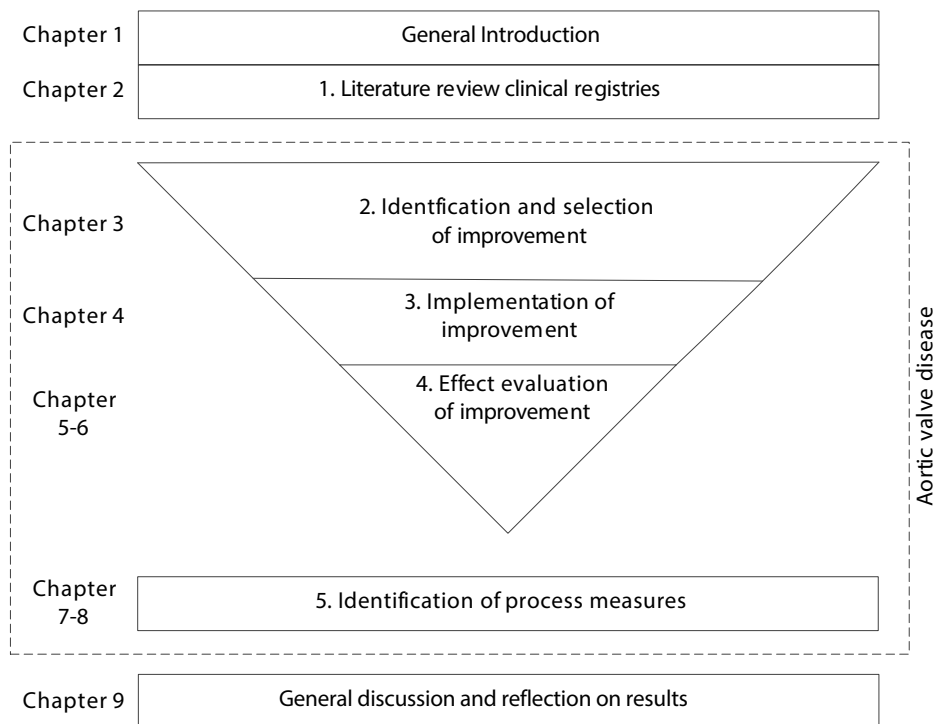 Chapter 1
General Introduction
Chapter 2
1. Literature review clinical registries
Chapter 3
2. Identfication and selection
of improvement
Chapter 4
3. Implementation of
improvement
Chapter
5-6
4. Effect evaluation
of improvement
Aortic valve disease
Chapter
7-8
5. Identification of process measures
Chapter 9
General discussion and reflection on results